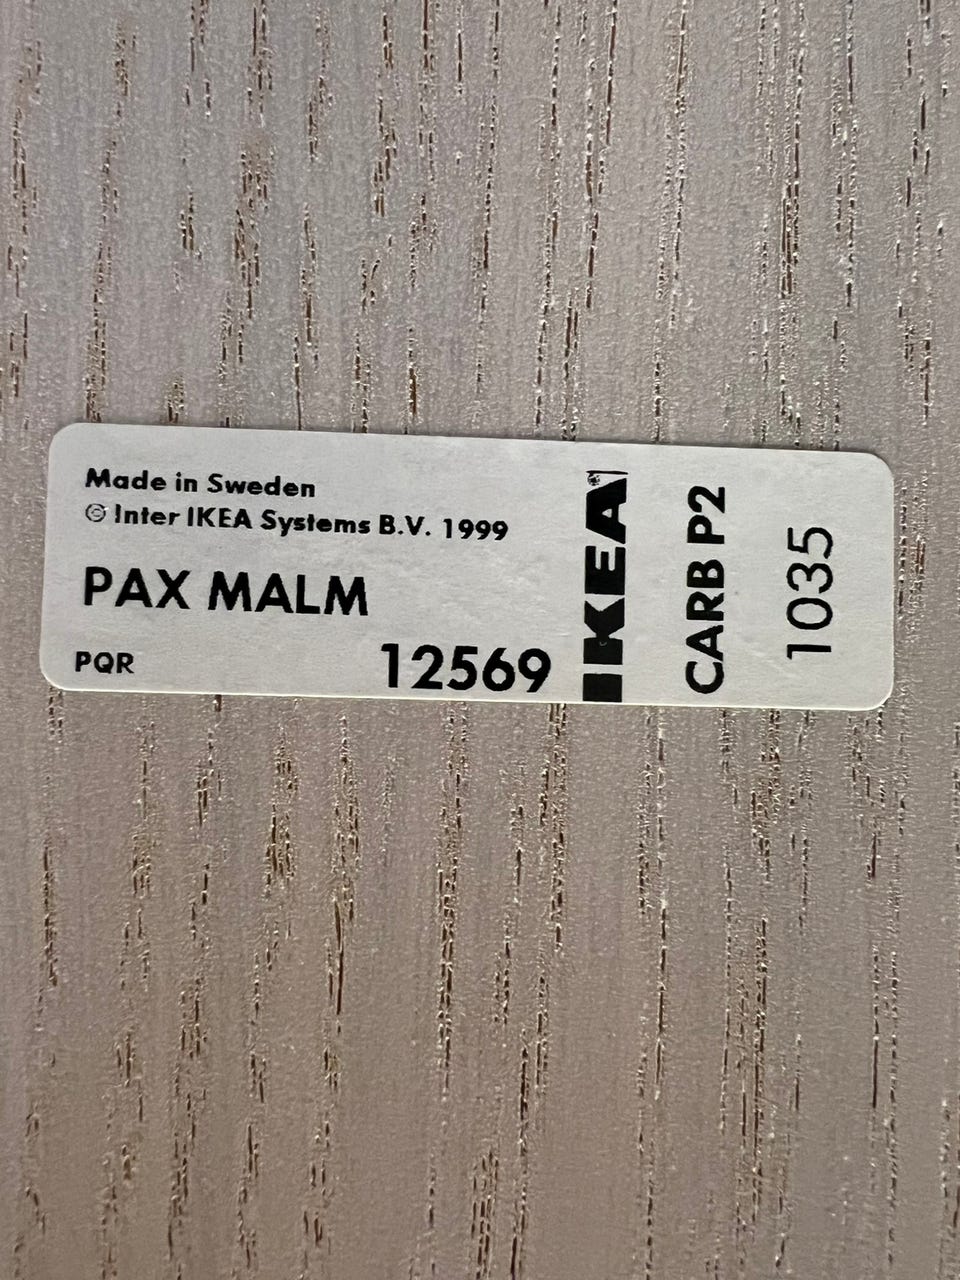 Made in Sweden
© Inter IKEA Systems B.V. 1999
PAX MALM
PQR
12569
IKEA
CARB P2
1035